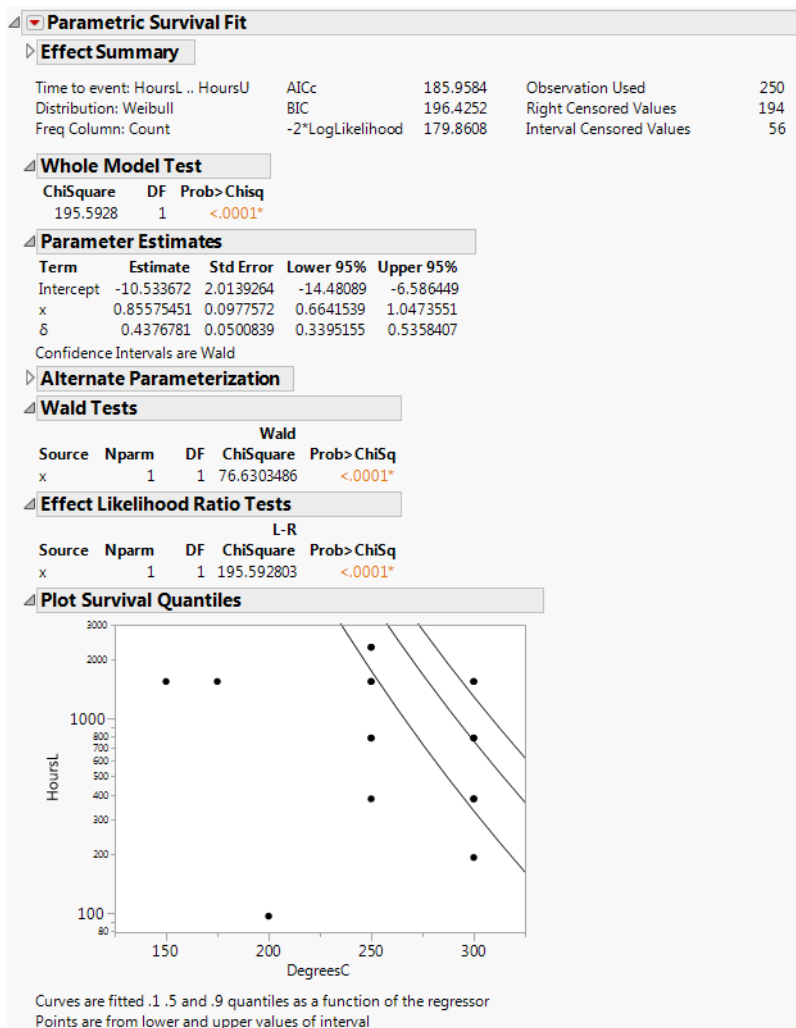 Parametric Survival Fit
Effect Summary
Time to event: HoursL .. HoursU AICc 185.9584 Observation Used 250
Distribution: Weibull BIC 196.4252 Right Censored Values 194
Freq Column: Count -2*LogLikelihood 179.8608 Interval Censored Values 56
Whole Model Test
ChiSquare DF Prob>Chisq
195.5928 1 <.0001*
Parameter Estimates
Term Estimate Std Error Lower 95% Upper 95%
Intercept -10.533672 2.0139264 -14.48089 -6.586449
x 0.85575451 0.0977572 0.6641539 1.0473551
δ 0.4376781 0.0500839 0.3395155 0.5358407
Confidence Intervals are Wald
Alternate Parameterization
Wald Tests
Wald
Source Nparm DF ChiSquare Prob>ChiSq
x 1 1 76.6303486 <.0001*
Effect Likelihood Ratio Tests
L-R
Source Nparm DF ChiSquare Prob>ChiSq
x 1 1 195.592803 <.0001*
Plot Survival Quantiles
3000
2000
1000
800
700
600
500
400
300
200
100
80
HoursL
150 200 250 300
DegreesC
Curves are fitted .1 .5 and .9 quantiles as a function of the regressor
Points are from lower and upper values of interval